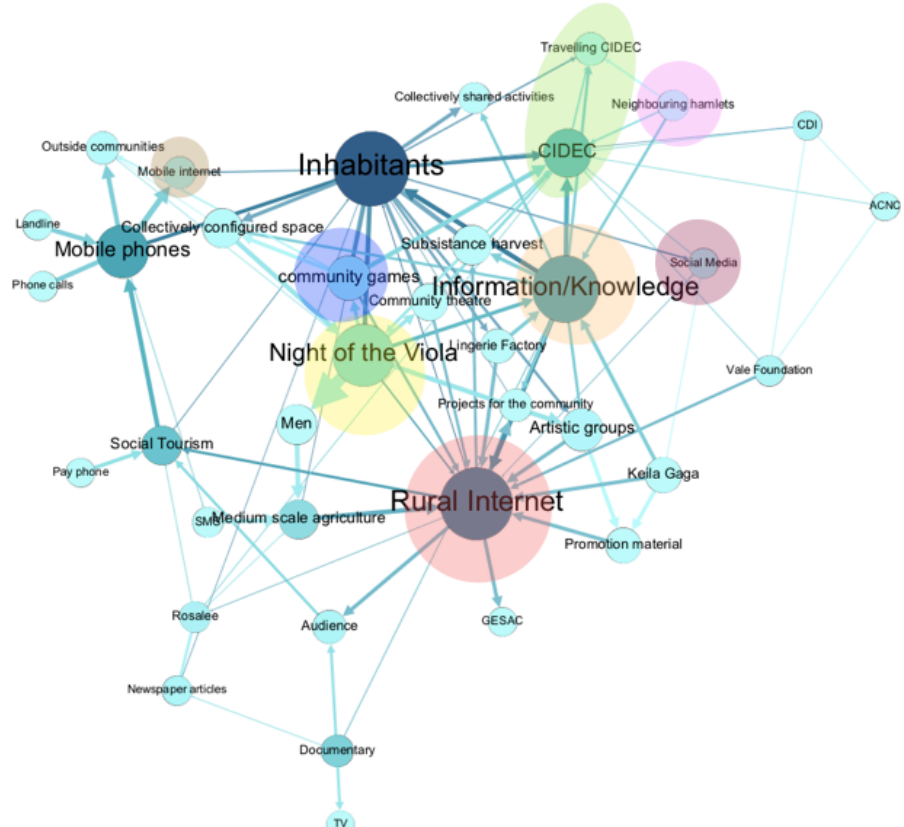 Travelling CIDEC
Collectively shared activities
Neighbouring hamlets
CDI
Outside communities
CIDEC
Inhabitants
Mobile internet
ACNC
Landline
Collectively configured space
Mobile phones
Subsistance harvest
Social Media
community games
Phone calls
Information/Knowledge
Community theatre
Lingerie Factory
Night of the Viola
Vale Foundation
Projects for the community
Men
Artistic groups
Social Tourism
Pay phone
Keila Gaga
Rural Internet
SMS
Medium scale agriculture
Promotion material
Rosalee
Audience
GESAC
Newspaper articles
Documentary
TV